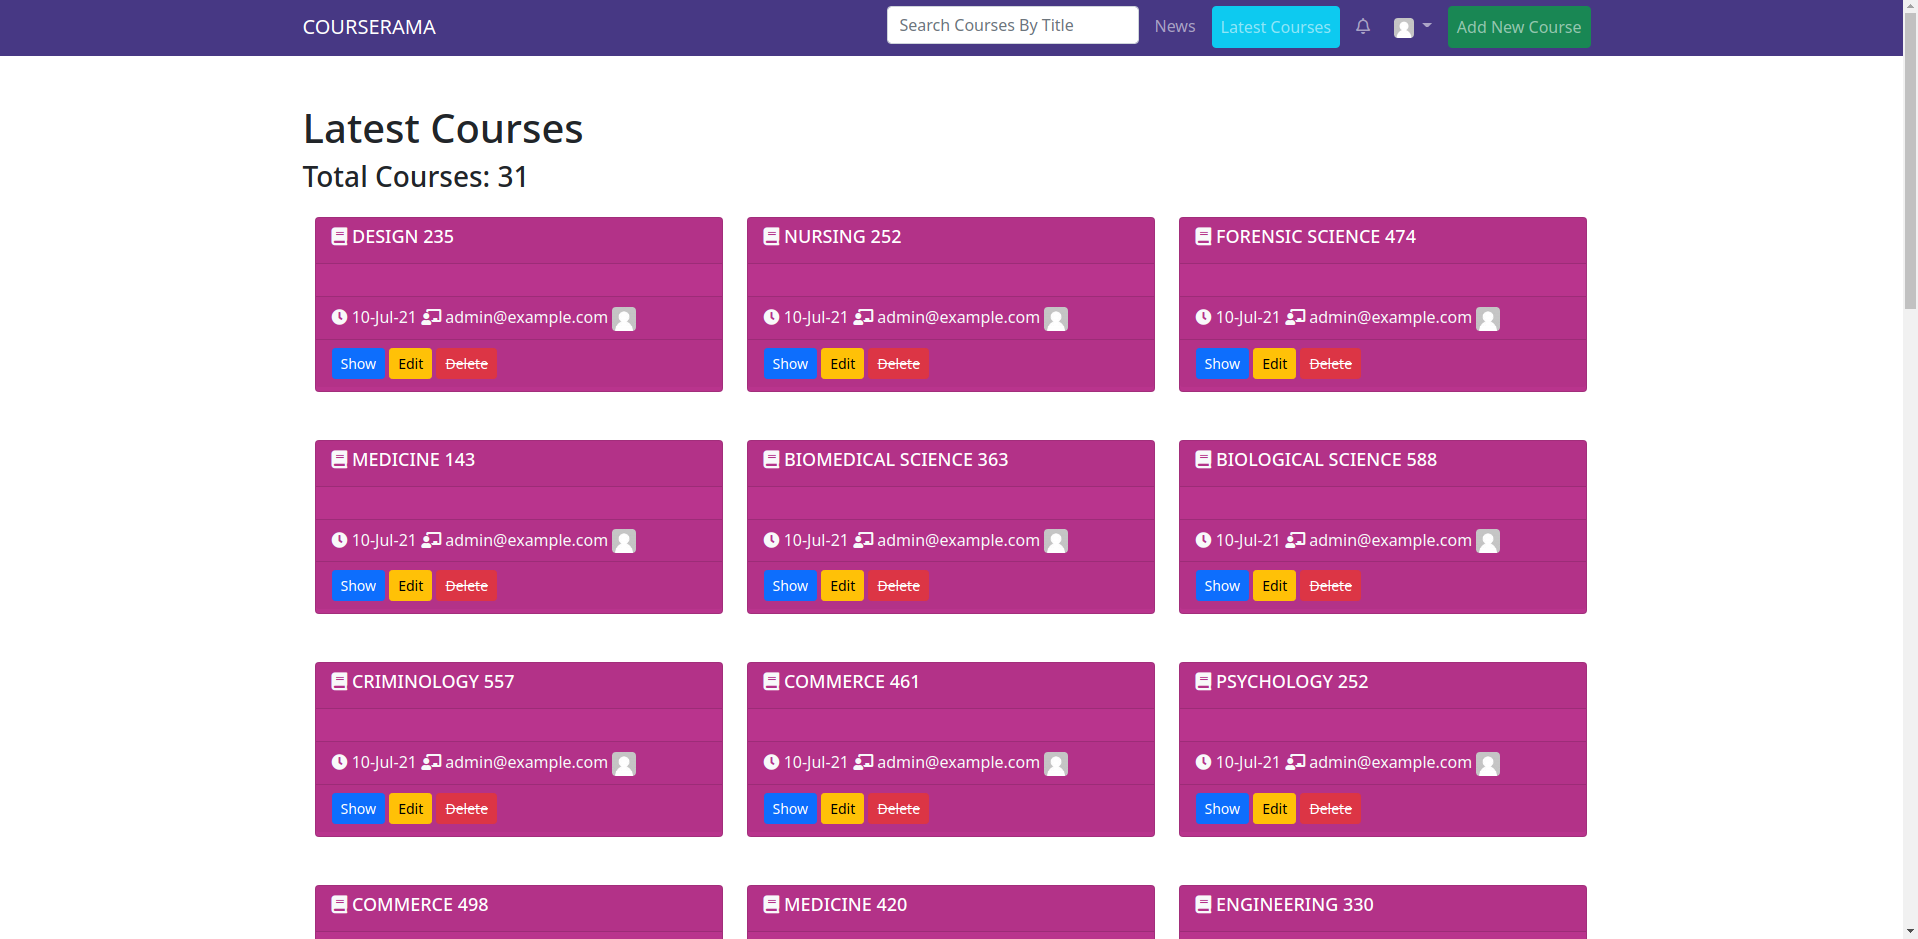 COURSERAMA Search Courses By Title News Latest Courses Add New Course
Latest Courses
Total Courses: 31
DESIGN 235 NURSING 252 FORENSIC SCIENCE 474
10-Jul-21 admin@example.com 10-Jul-21 admin@example.com 10-Jul-21 admin@example.com
Show Edit Delete Show Edit Delete Show Edit Delete
MEDICINE 143 BIOMEDICAL SCIENCE 363 BIOLOGICAL SCIENCE 588
10-Jul-21 admin@example.com 10-Jul-21 admin@example.com 10-Jul-21 admin@example.com
Show Edit Delete Show Edit Delete Show Edit Delete
CRIMINOLOGY 557 COMMERCE 461 PSYCHOLOGY 252
10-Jul-21 admin@example.com 10-Jul-21 admin@example.com 10-Jul-21 admin@example.com
Show Edit Delete Show Edit Delete Show Edit Delete
COMMERCE 498 MEDICINE 420 ENGINEERING 330